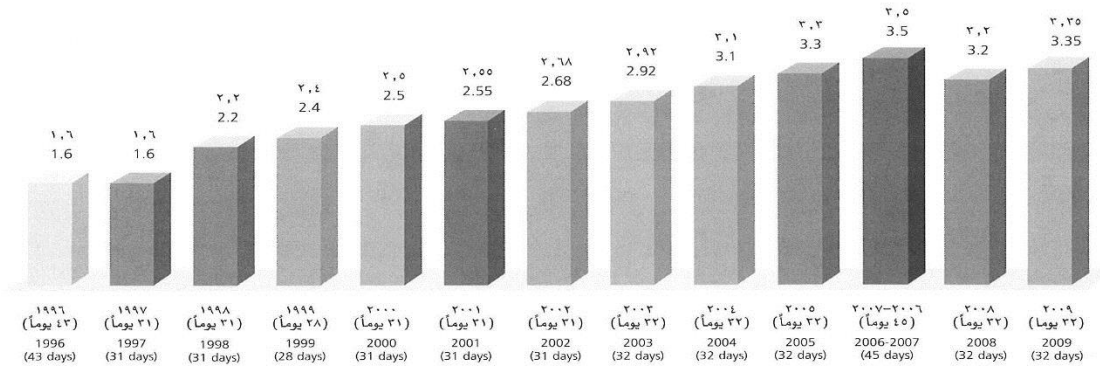 ١,٦
1.6
١,٦
1.6
٢,٢
2.2
٢,٤
2.4
٢,٥
2.5
٢,٥٥
2.55
٢,٦٨
2.68
٢,٩٢
2.92
٣,١
3.1
٣,٣
3.3
٣,٥
3.5
٣,٢
3.2
٣,٣٥
3.35
١٩٩٦
(٤٣ يوماً)
1996
(43 days)
١٩٩٧
(٣١ يوماً)
1997
(31 days)
١٩٩٨
(٣١ يوماً)
1998
(31 days)
١٩٩٩
(٢٨ يوماً)
1999
(28 days)
٢٠٠٠
(٣١ يوماً)
2000
(31 days)
٢٠٠١
(٣١ يوماً)
2001
(31 days)
٢٠٠٢
(٣١ يوماً)
2002
(31 days)
٢٠٠٣
(٣٢ يوماً)
2003
(32 days)
٢٠٠٤
(٣٢ يوماً)
2004
(32 days)
٢٠٠٥
(٣٢ يوماً)
2005
(32 days)
٢٠٠٦-٢٠٠٧
(٤٥ يوماً)
2006-2007
(45 days)
٢٠٠٨
(٣٢ يوماً)
2008
(32 days)
٢٠٠٩
(٣٢ يوماً)
2009
(32 days)